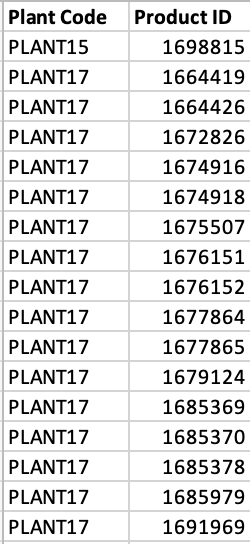 Plant Code Product ID
PLANT15 1698815
PLANT17 1664419
PLANT17 1664426
PLANT17 1672826
PLANT17 1674916
PLANT17 1674918
PLANT17 1675507
PLANT17 1676151
PLANT17 1676152
PLANT17 1677864
PLANT17 1677865
PLANT17 1679124
PLANT17 1685369
PLANT17 1685370
PLANT17 1685378
PLANT17 1685979
PLANT17 1691969